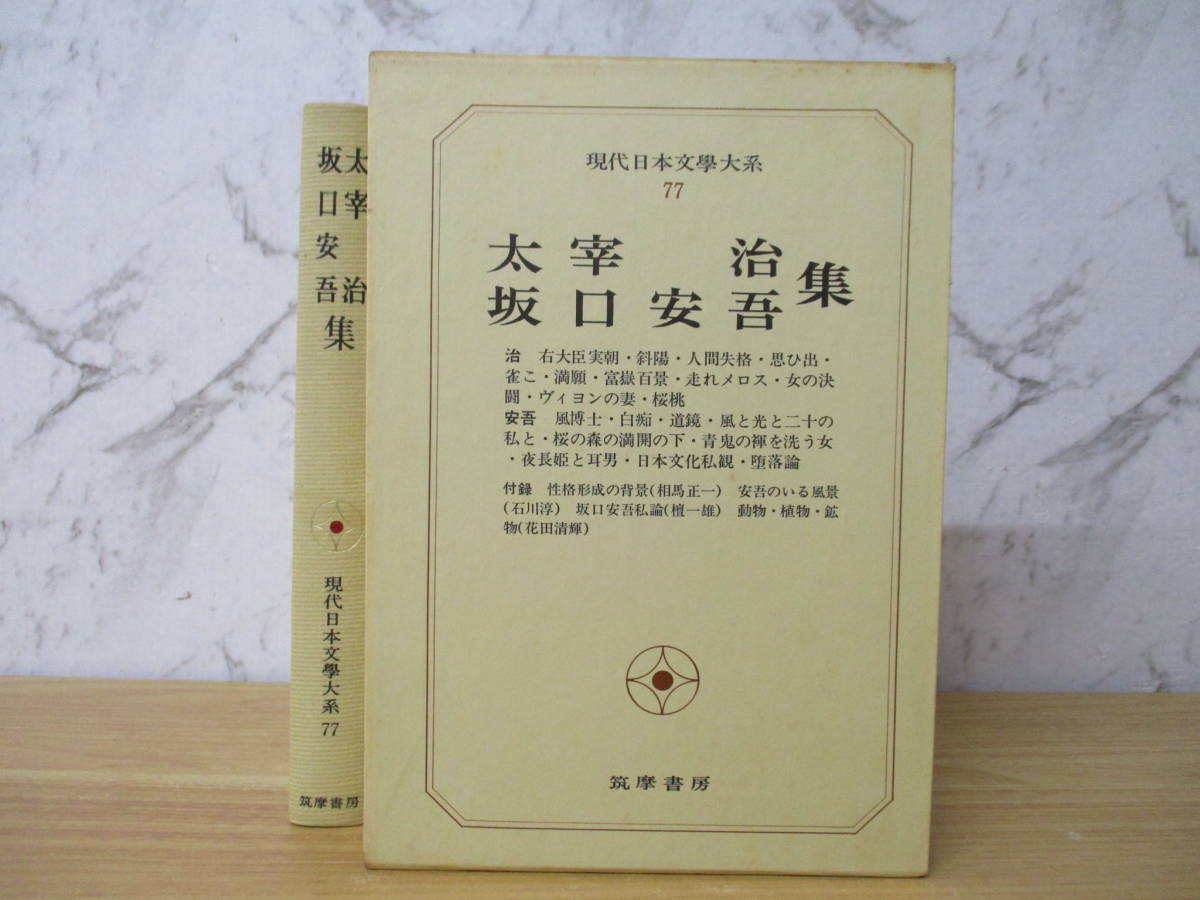 太宰治
坂口安吾
集
現代日本文學大系 77
筑摩書房
現代日本文學大系
77
太宰治
坂口安吾
集
治 右大臣実朝・斜陽・人間失格・思ひ出・
雀こ・満願・富嶽百景・走れメロス・女の決
闘・ヴィヨンの妻・桜桃
安吾 風博士・白痴・道鏡・風と光と二十の
私と・桜の森の満開の下・青鬼の褌を洗う女
・夜長姫と耳男・日本文化私観・堕落論
付録 性格形成の背景(相馬正一) 安吾のいる風景
(石川淳) 坂口安吾私論(檀一雄) 動物・植物・鉱
物(花田清輝)
筑摩書房